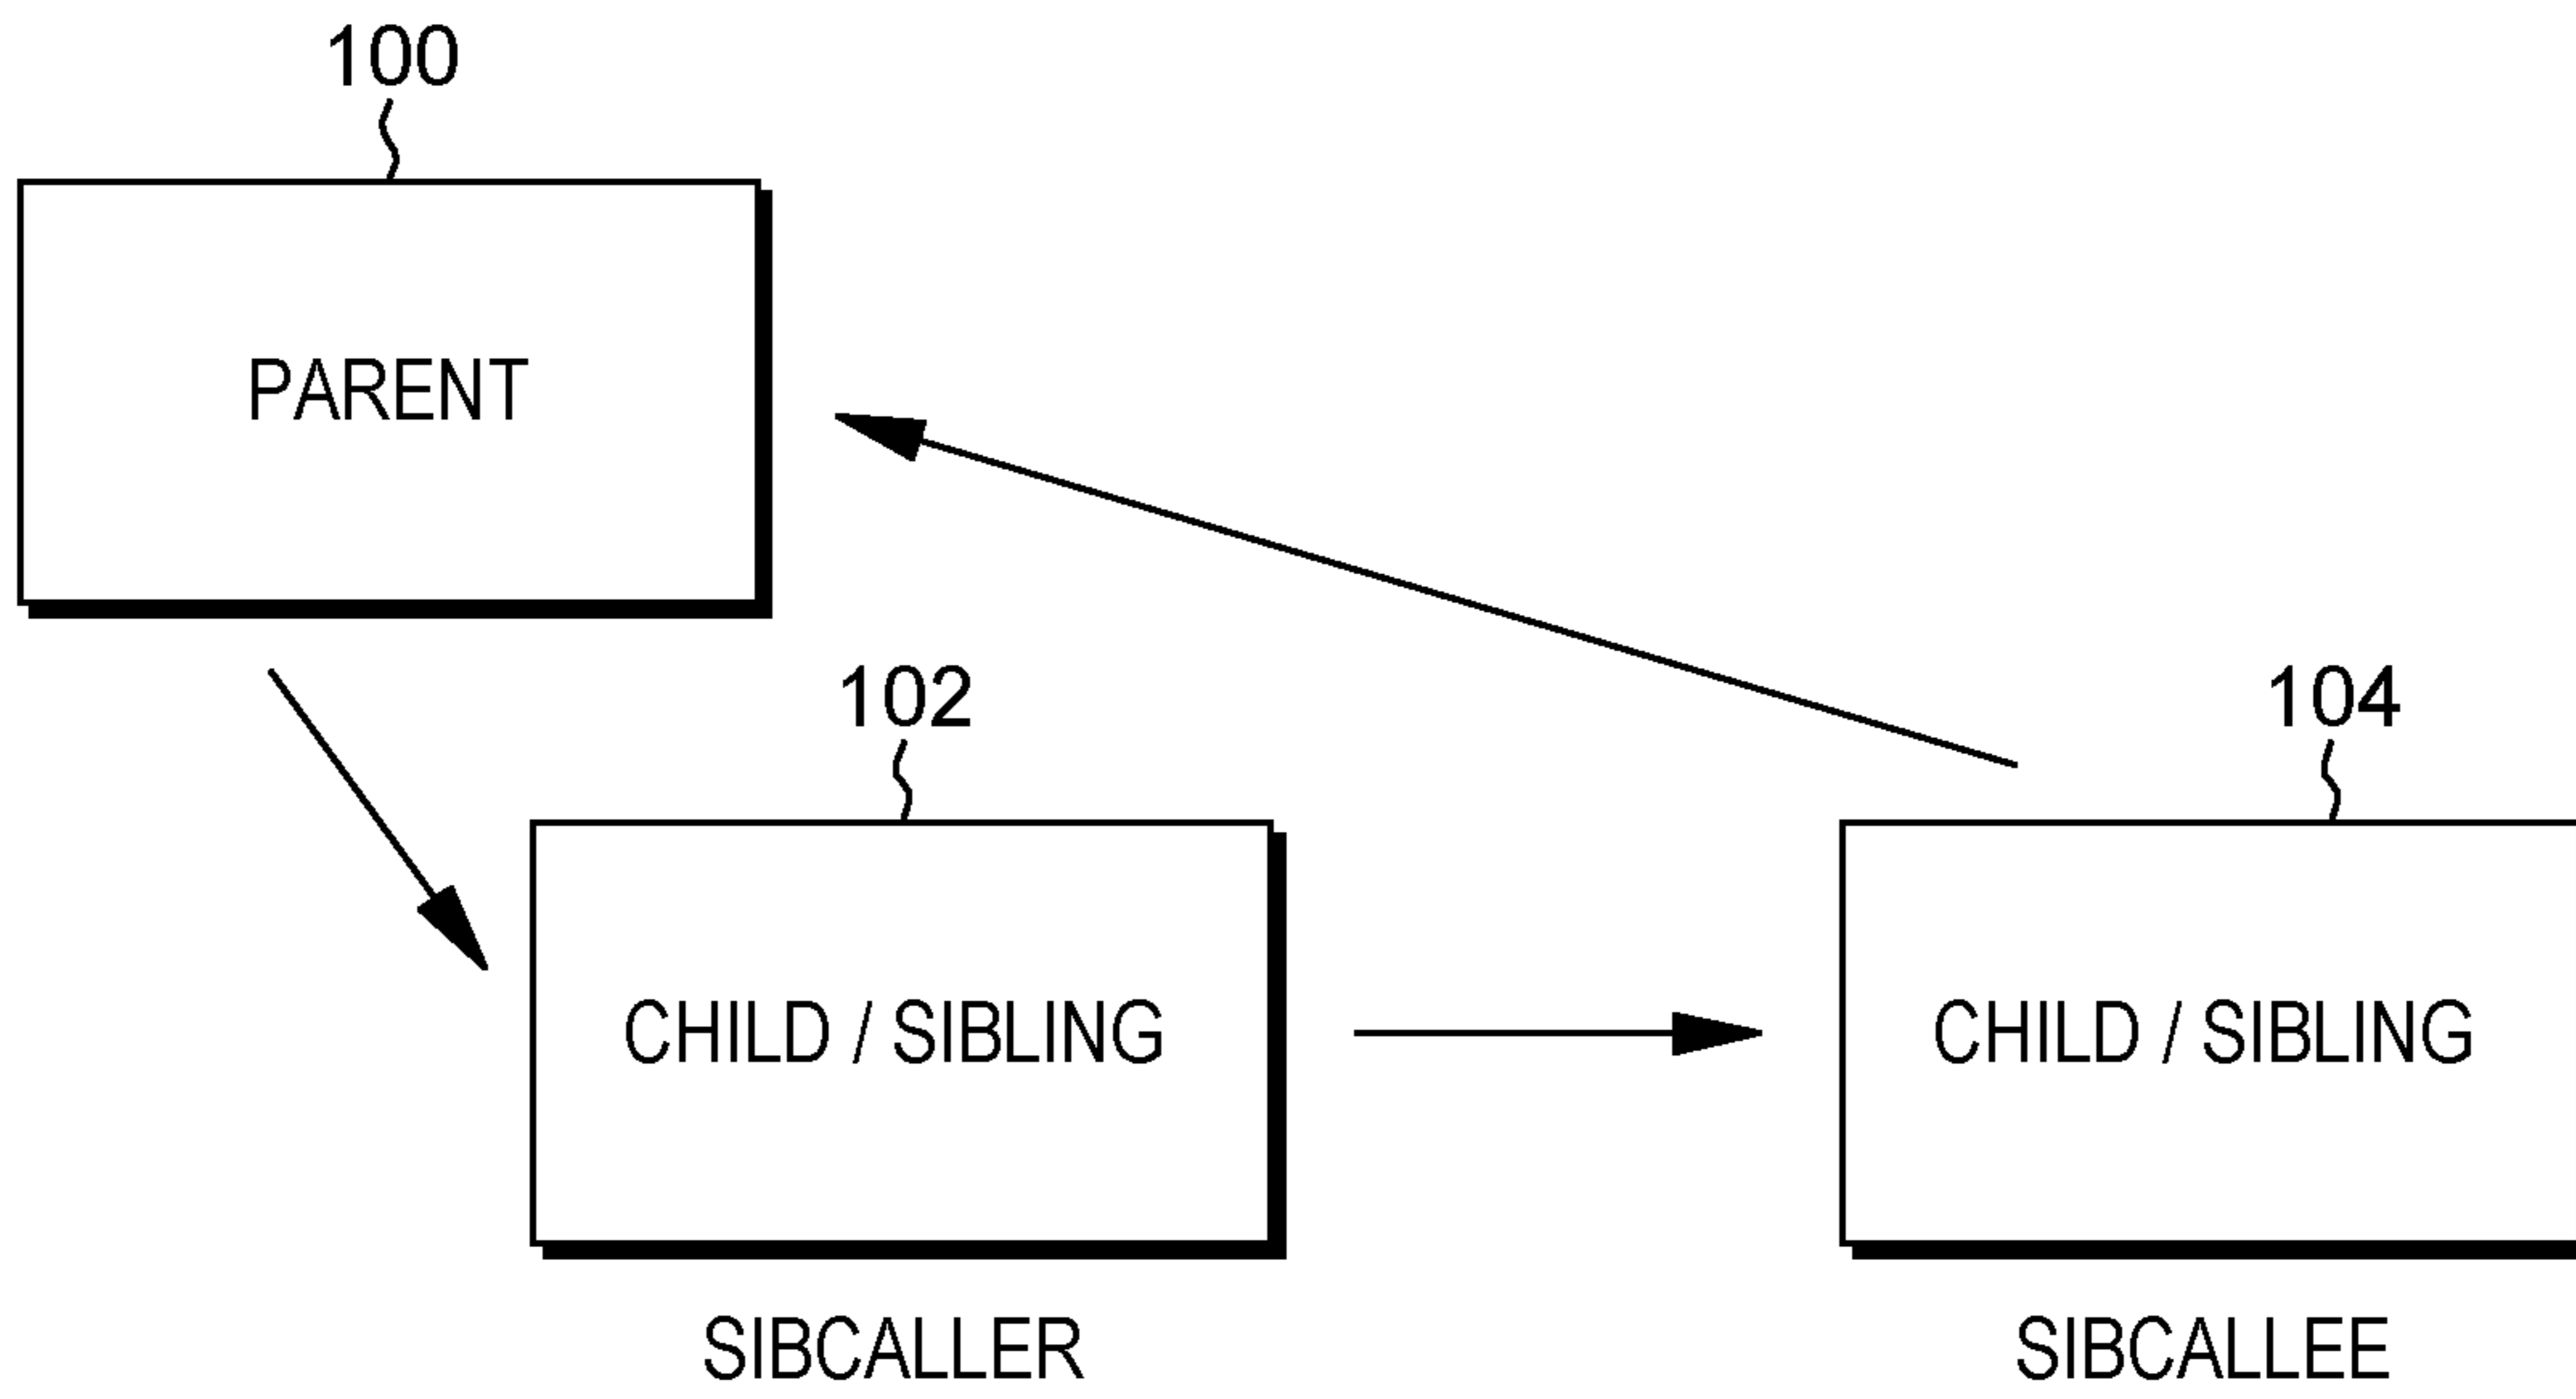 100
PARENT
102
104
CHILD / SIBLING
CHILD / SIBLING
SIBCALLER
SIBCALLEE